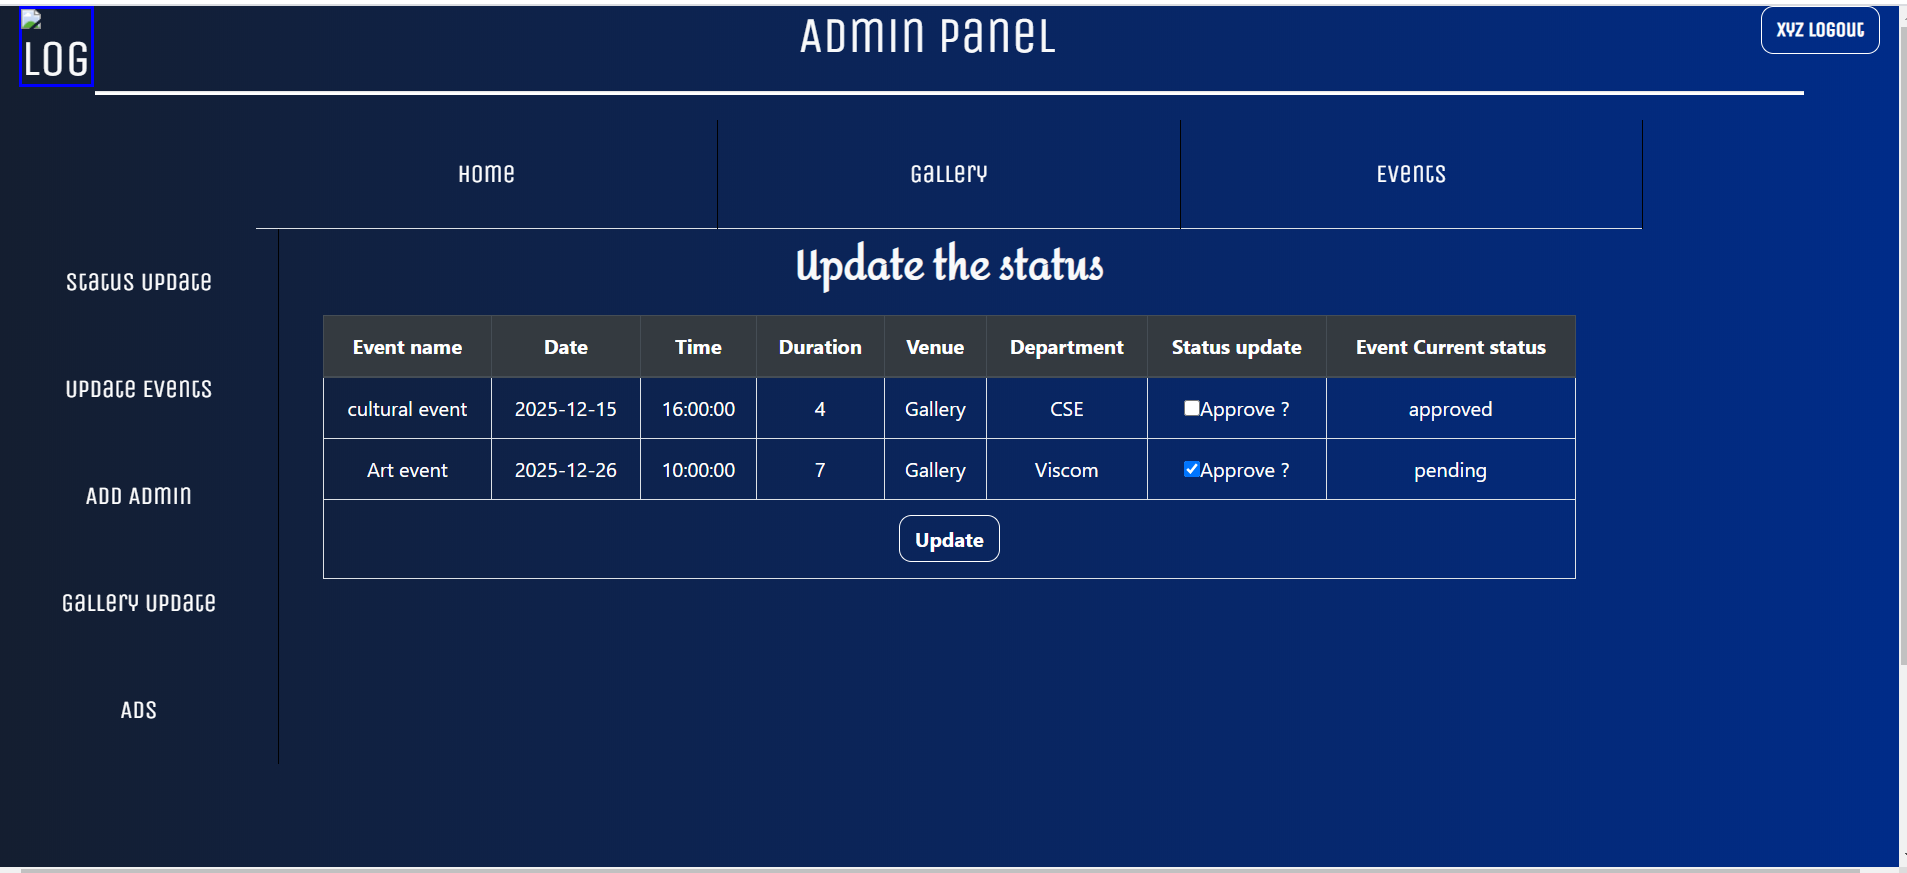 LOG
Admin Panel
XYZ Logout
Home Gallery Events
Status Update
Update Events
Add Admin
Gallery Update
Ads
Update the status
Event name Date Time Duration Venue Department Status update Event Current status
cultural event 2025-12-15 16:00:00 4 Gallery CSE Approve ? approved
Art event 2025-12-26 10:00:00 7 Gallery Viscom Approve ? pending
Update